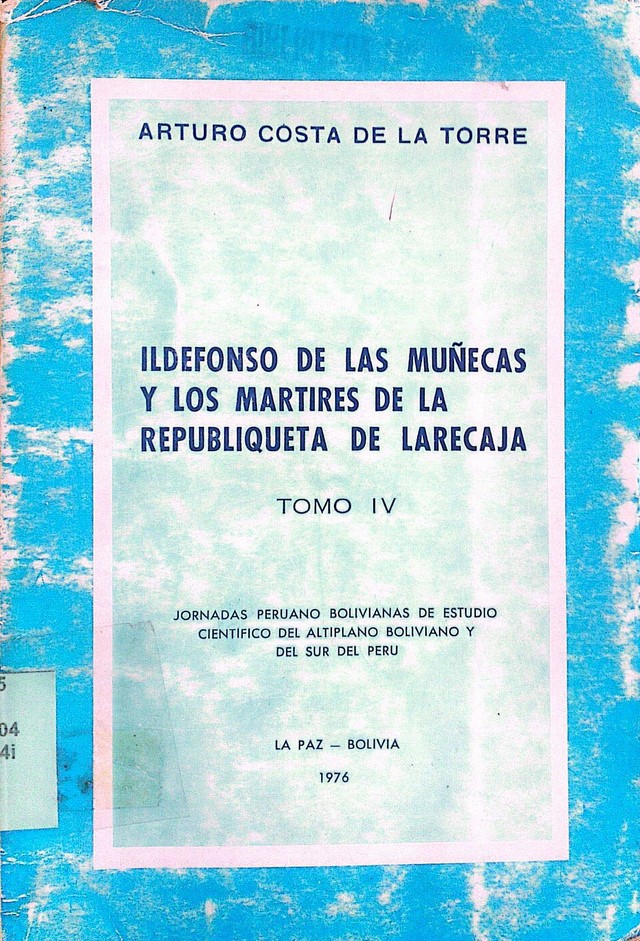 ARTURO COSTA DE LA TORRE
ILDEFONSO DE LAS MUÑECAS
Y LOS MARTIRES DE LA
REPUBLIQUETA DE LARECAJA
TOMO IV
JORNADAS PERUANO BOLIVIANAS DE ESTUDIO
CIENTIFICO DEL ALTIPLANO BOLIVIANO Y
DEL SUR DEL PERU
5
04
4i
LA PAZ — BOLIVIA
1976